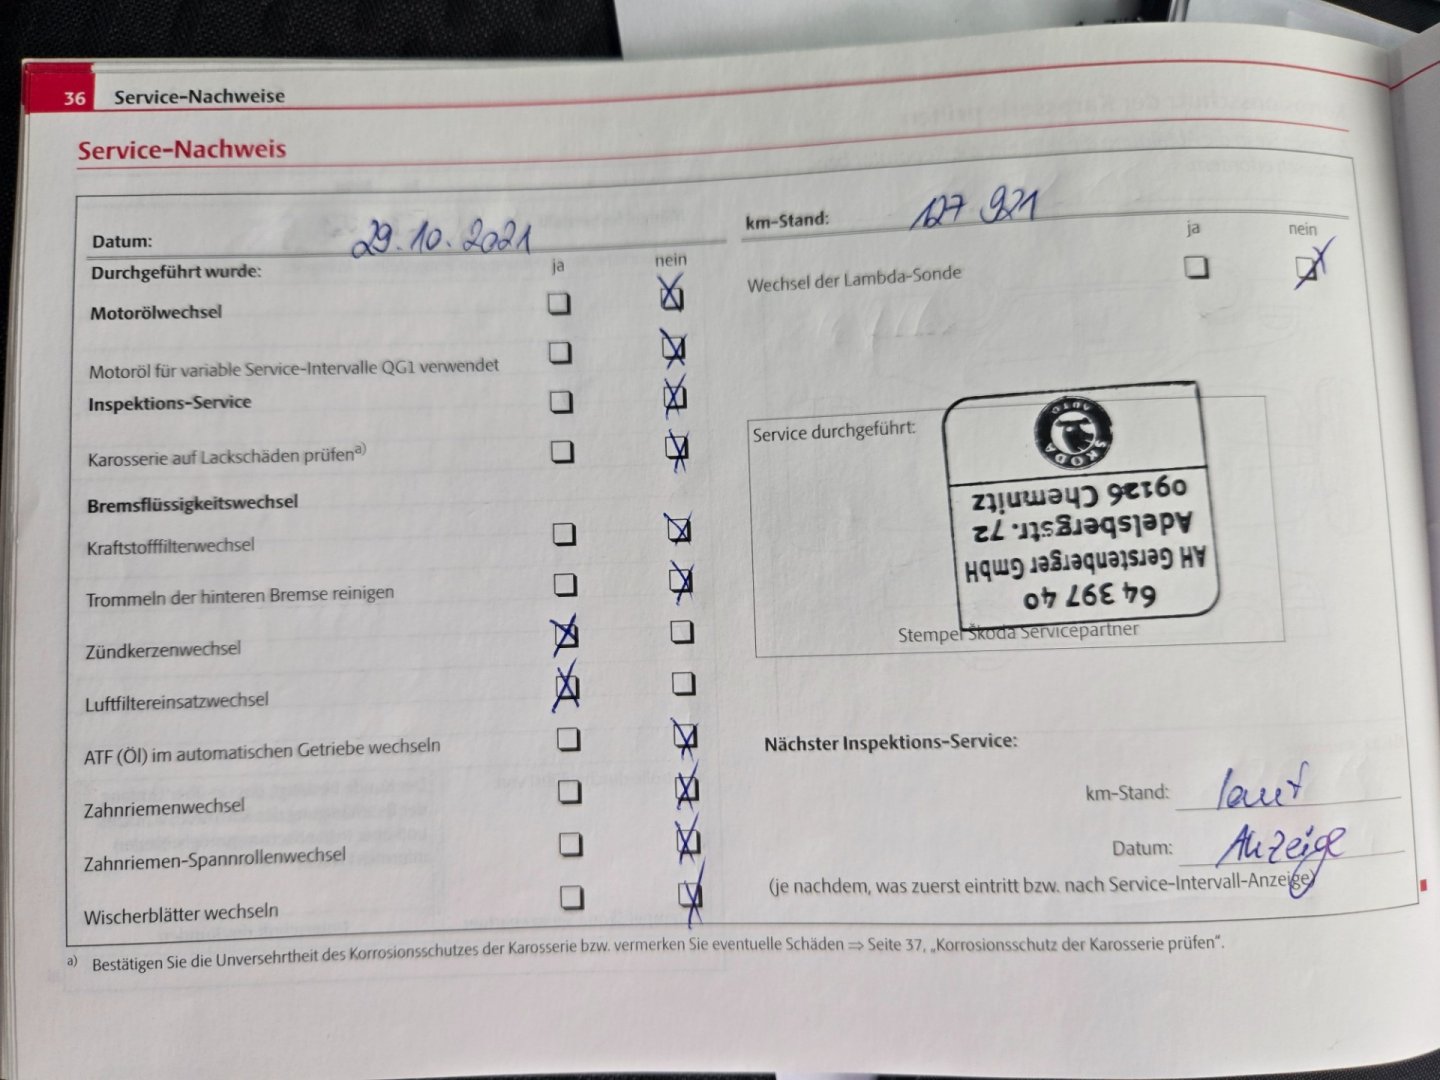 36 Service-Nachweise
Service-Nachweis
Datum: 29.10.2021
Durchgeführt wurde: ja nein
Motorölwechsel
Motoröl für variable Service-Intervalle QG1 verwendet
Inspektions-Service
Karosserie auf Lackschäden prüfen a)
Bremsflüssigkeitswechsel
Kraftstofffilterwechsel
Trommeln der hinteren Bremse reinigen
Zündkerzenwechsel
Luftfiltereinsatzwechsel
ATF (Öl) im automatischen Getriebe wechseln
Zahnriemenwechsel
Zahnriemen-Spannrollenwechsel
Wischerblätter wechseln
km-Stand: 127 921
ja nein
Wechsel der Lambda-Sonde
Service durchgeführt:
64 397 40
AH Gerstenberger GmbH
Adelsbergstr. 72
09126 Chemnitz
ŠKODA AUTO
Stempel Škoda Servicepartner
Nächster Inspektions-Service:
km-Stand: laut
Datum: Anzeige
(je nachdem, was zuerst eintritt bzw. nach Service-Intervall-Anzeige)
a) Bestätigen Sie die Unversehrtheit des Korrosionsschutzes der Karosserie bzw. vermerken Sie eventuelle Schäden ⇒ Seite 37, „Korrosionsschutz der Karosserie prüfen“.